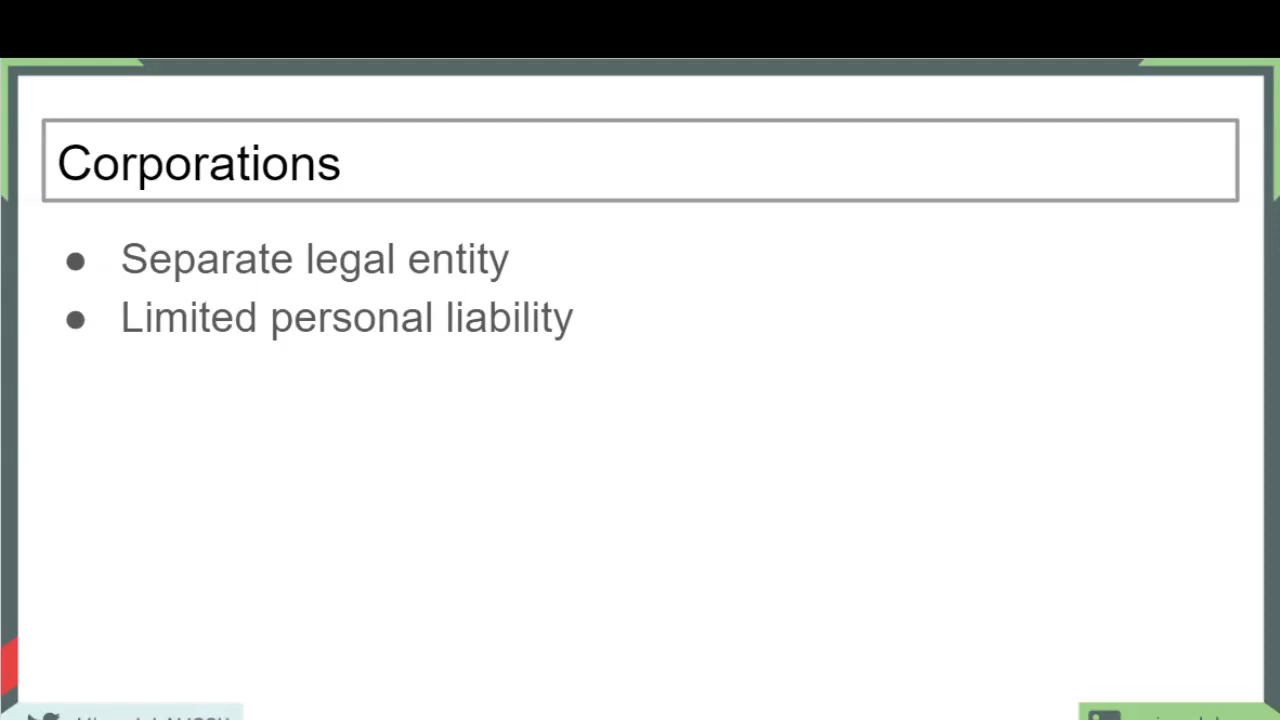 Corporations
● Separate legal entity
● Limited personal liability